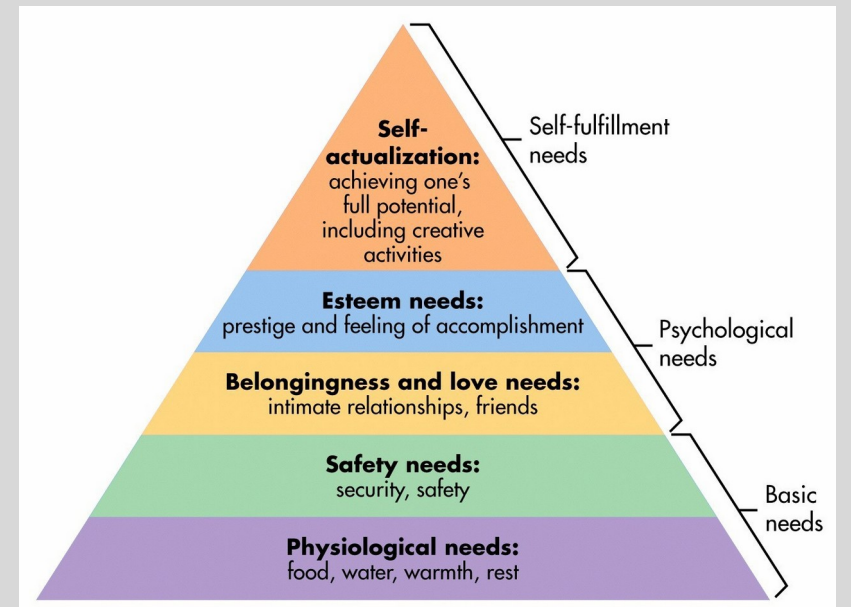 Self-
actualization:
achieving one's
full potential,
including creative
activities
Self-fulfillment
needs
Esteem needs:
prestige and feeling of accomplishment
Psychological
needs
Belongingness and love needs:
intimate relationships, friends
Safety needs:
security, safety
Basic
needs
Physiological needs:
food, water, warmth, rest